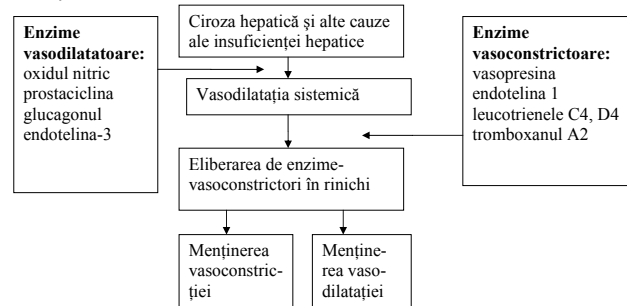 Enzime
vasodilatatoare:
oxidul nitric
prostaciclina
glucagonul
endotelina-3
Ciroza hepatică și alte cauze
ale insuficienței hepatice
Enzime
vasoconstrictoare:
vasopresina
endotelina 1
leucotrienele C4, D4
tromboxanul A2
Vasodilatația sistemică
Eliberarea de enzime-
vasoconstrictori în rinichi
Menținerea
vasoconstric-
ției
Menține-
rea vaso-
dilatației